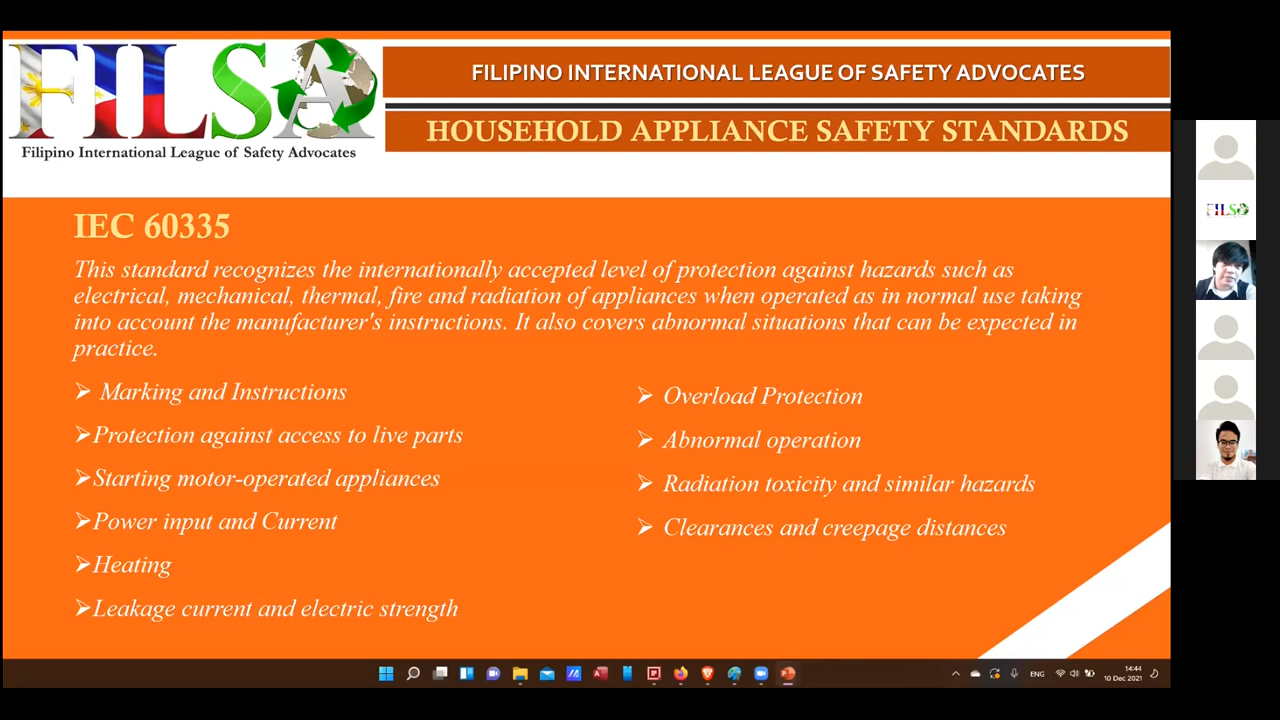 FILSA
Filipino International League of Safety Advocates
FILIPINO INTERNATIONAL LEAGUE OF SAFETY ADVOCATES
HOUSEHOLD APPLIANCE SAFETY STANDARDS
IEC 60335
This standard recognizes the internationally accepted level of protection against hazards such as
electrical, mechanical, thermal, fire and radiation of appliances when operated as in normal use taking
into account the manufacturer's instructions. It also covers abnormal situations that can be expected in
practice.
Marking and Instructions
Protection against access to live parts
Starting motor-operated appliances
Power input and Current
Heating
Leakage current and electric strength
Overload Protection
Abnormal operation
Radiation toxicity and similar hazards
Clearances and creepage distances
FILSA
ENG
14:44
10 Dec 2021